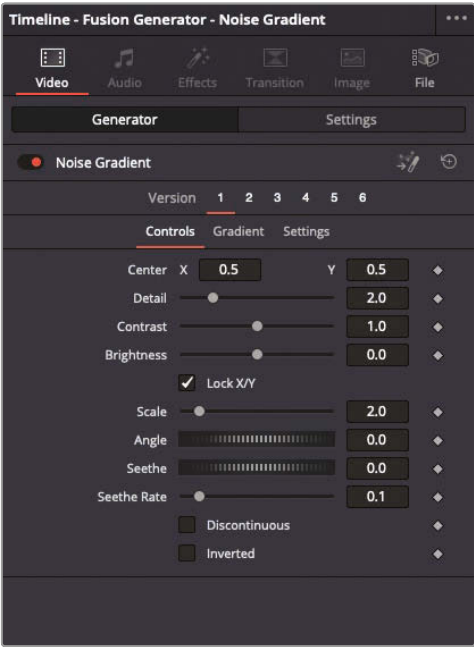 Timeline - Fusion Generator - Noise Gradient
Video Audio Effects Transition Image File
Generator Settings
Noise Gradient
Version 1 2 3 4 5 6
Controls Gradient Settings
Center X 0.5 Y 0.5
Detail 2.0
Contrast 1.0
Brightness 0.0
Lock X/Y
Scale 2.0
Angle 0.0
Seethe 0.0
Seethe Rate 0.1
Discontinuous
Inverted